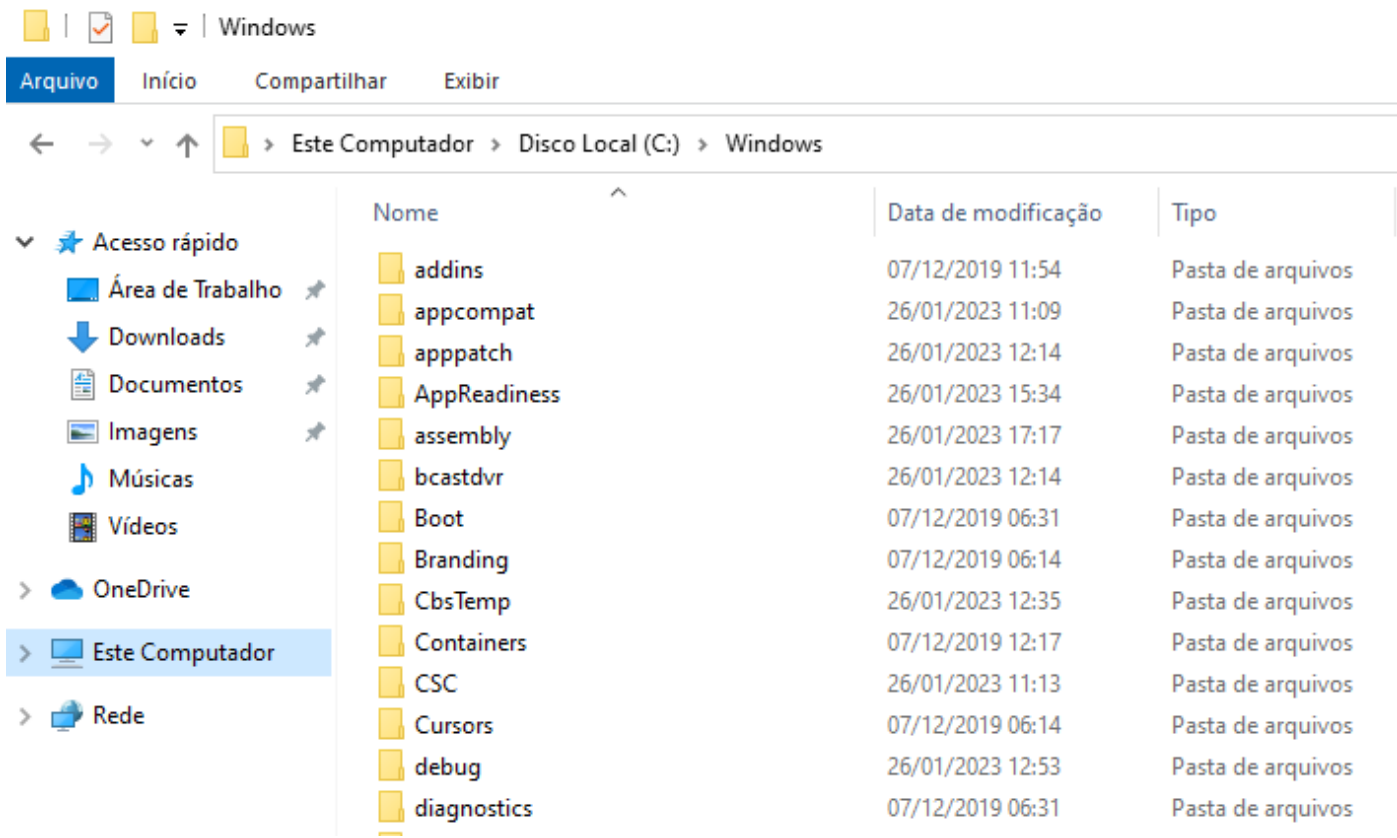 Windows
Arquivo Início Compartilhar Exibir
Este Computador > Disco Local (C:) > Windows
Nome Data de modificação Tipo
Acesso rápido
Área de Trabalho
Downloads
Documentos
Imagens
Músicas
Vídeos
OneDrive
Este Computador
Rede
addins 07/12/2019 11:54 Pasta de arquivos
appcompat 26/01/2023 11:09 Pasta de arquivos
apppatch 26/01/2023 12:14 Pasta de arquivos
AppReadiness 26/01/2023 15:34 Pasta de arquivos
assembly 26/01/2023 17:17 Pasta de arquivos
bcastdvr 26/01/2023 12:14 Pasta de arquivos
Boot 07/12/2019 06:31 Pasta de arquivos
Branding 07/12/2019 06:14 Pasta de arquivos
CbsTemp 26/01/2023 12:35 Pasta de arquivos
Containers 07/12/2019 12:17 Pasta de arquivos
CSC 26/01/2023 11:13 Pasta de arquivos
Cursors 07/12/2019 06:14 Pasta de arquivos
debug 26/01/2023 12:53 Pasta de arquivos
diagnostics 07/12/2019 06:31 Pasta de arquivos